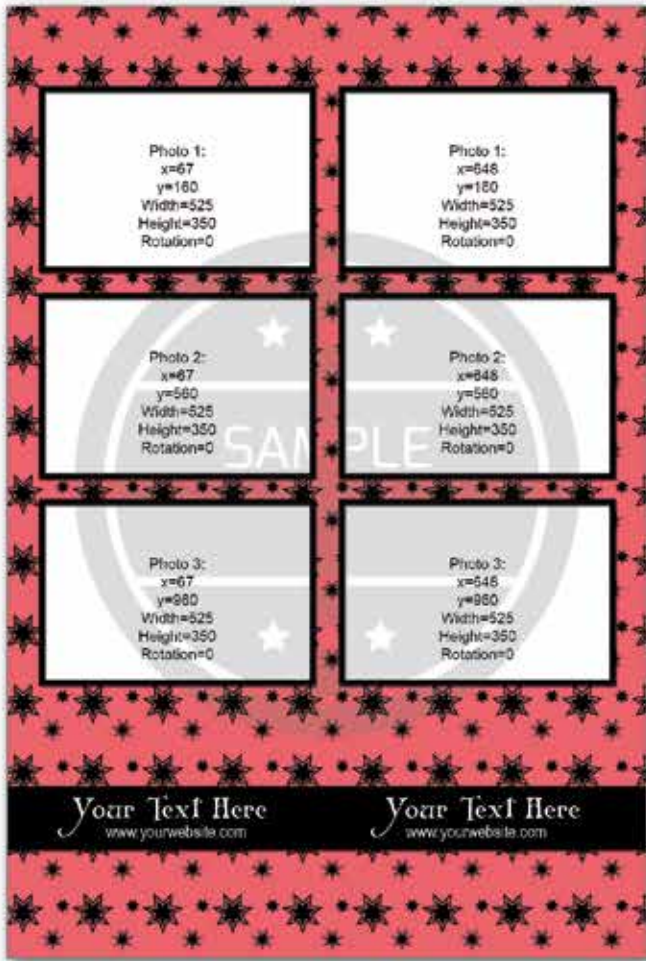 Photo 1:
x=67
y=160
Width=525
Height=350
Rotation=0
Photo 1:
x=648
y=160
Width=525
Height=350
Rotation=0
Photo 2:
x=67
y=560
Width=525
Height=350
Rotation=0
Photo 2:
x=648
y=560
Width=525
Height=350
Rotation=0
SAMPLE
Photo 3:
x=67
y=960
Width=525
Height=350
Rotation=0
Photo 3:
x=648
y=960
Width=525
Height=350
Rotation=0
Your Text Here
www.yourwebsite.com
Your Text Here
www.yourwebsite.com